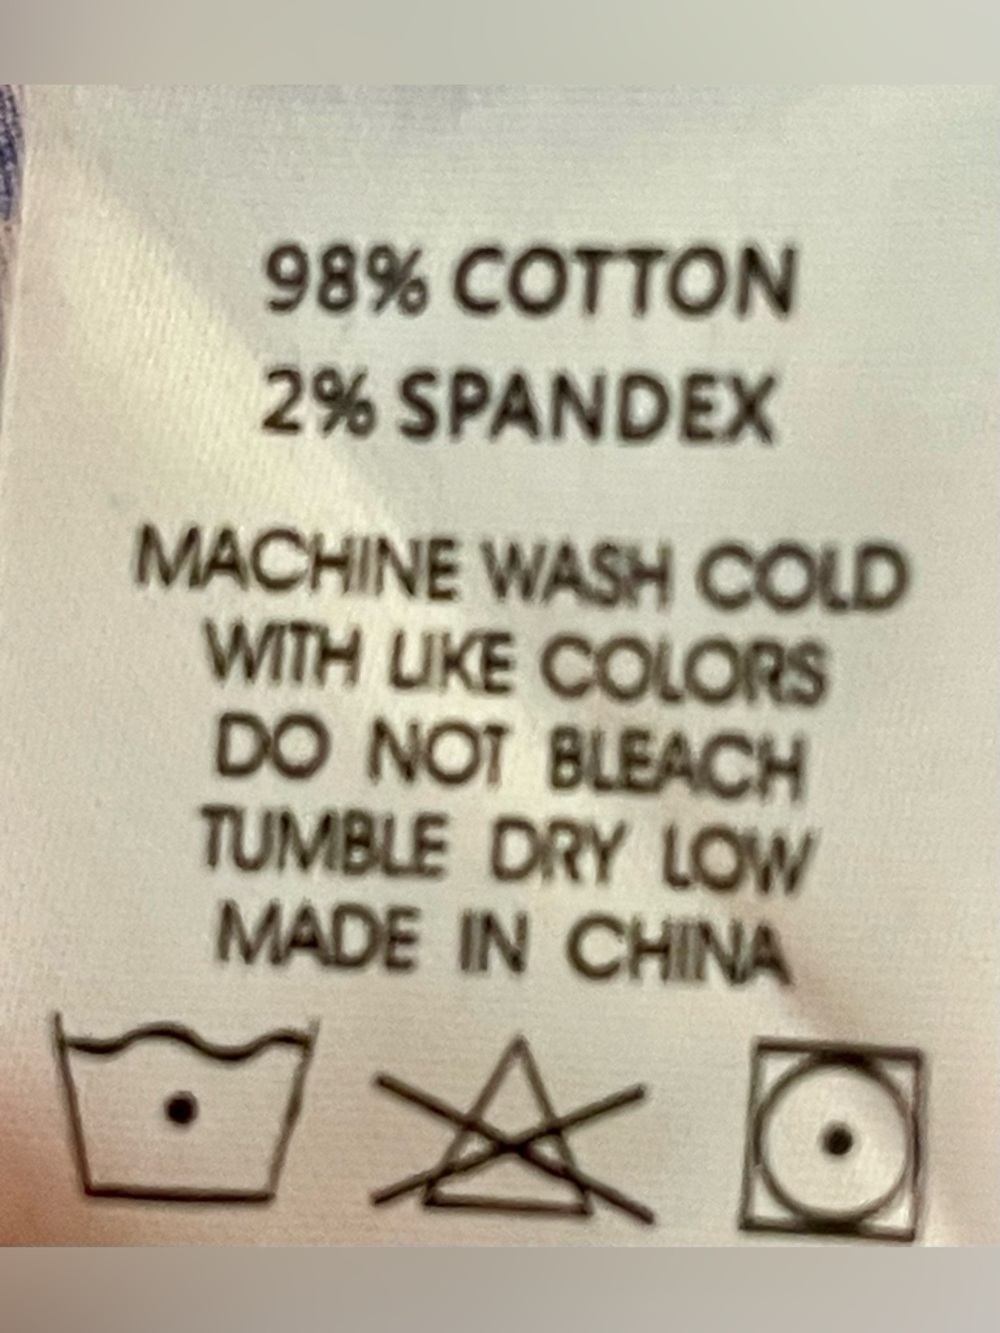 98% COTTON
2% SPANDEX
MACHINE WASH COLD
WITH LIKE COLORS
DO NOT BLEACH
TUMBLE DRY LOW
MADE IN CHINA